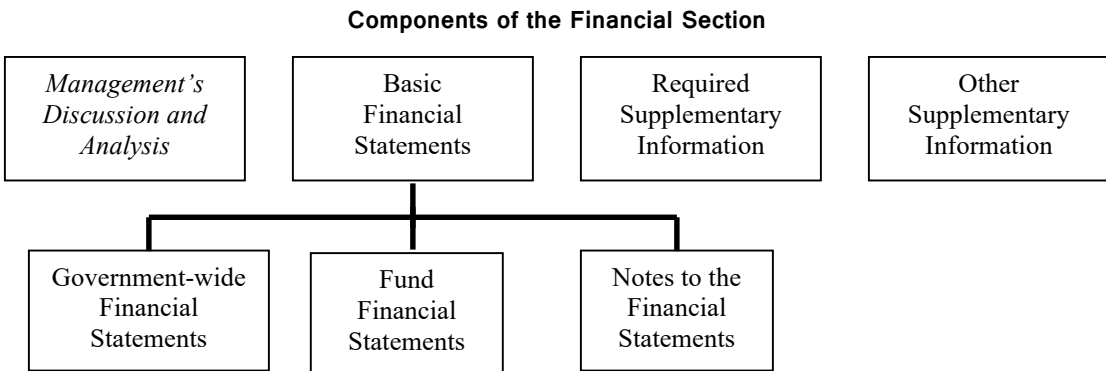 Components of the Financial Section
Management's
Discussion and
Analysis
Basic
Financial
Statements
Required
Supplementary
Information
Other
Supplementary
Information
Government-wide
Financial
Statements
Fund
Financial
Statements
Notes to the
Financial
Statements